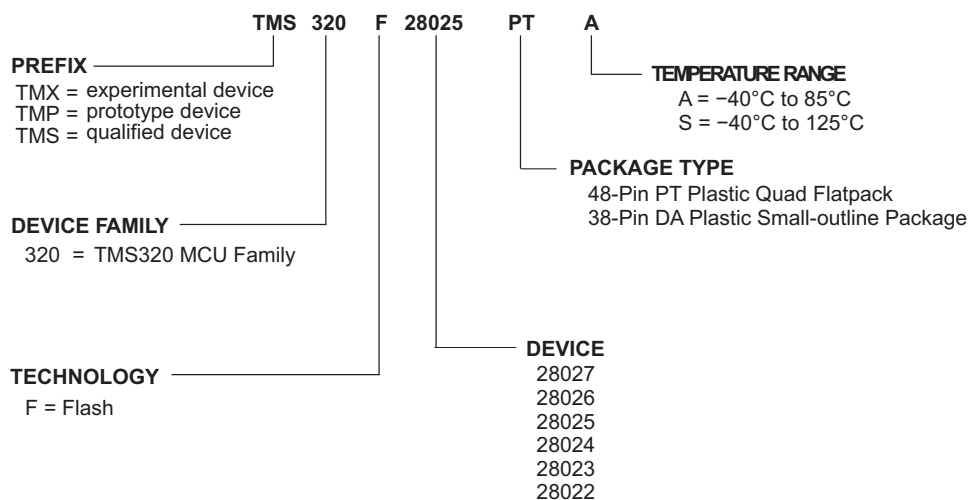 TMS 320 F 28025 PT A
PREFIX
TMX = experimental device
TMP = prototype device
TMS = qualified device
TEMPERATURE RANGE
A = −40°C to 85°C
S = −40°C to 125°C
PACKAGE TYPE
48-Pin PT Plastic Quad Flatpack
38-Pin DA Plastic Small-outline Package
DEVICE FAMILY
320 = TMS320 MCU Family
TECHNOLOGY
F = Flash
DEVICE
28027
28026
28025
28024
28023
28022